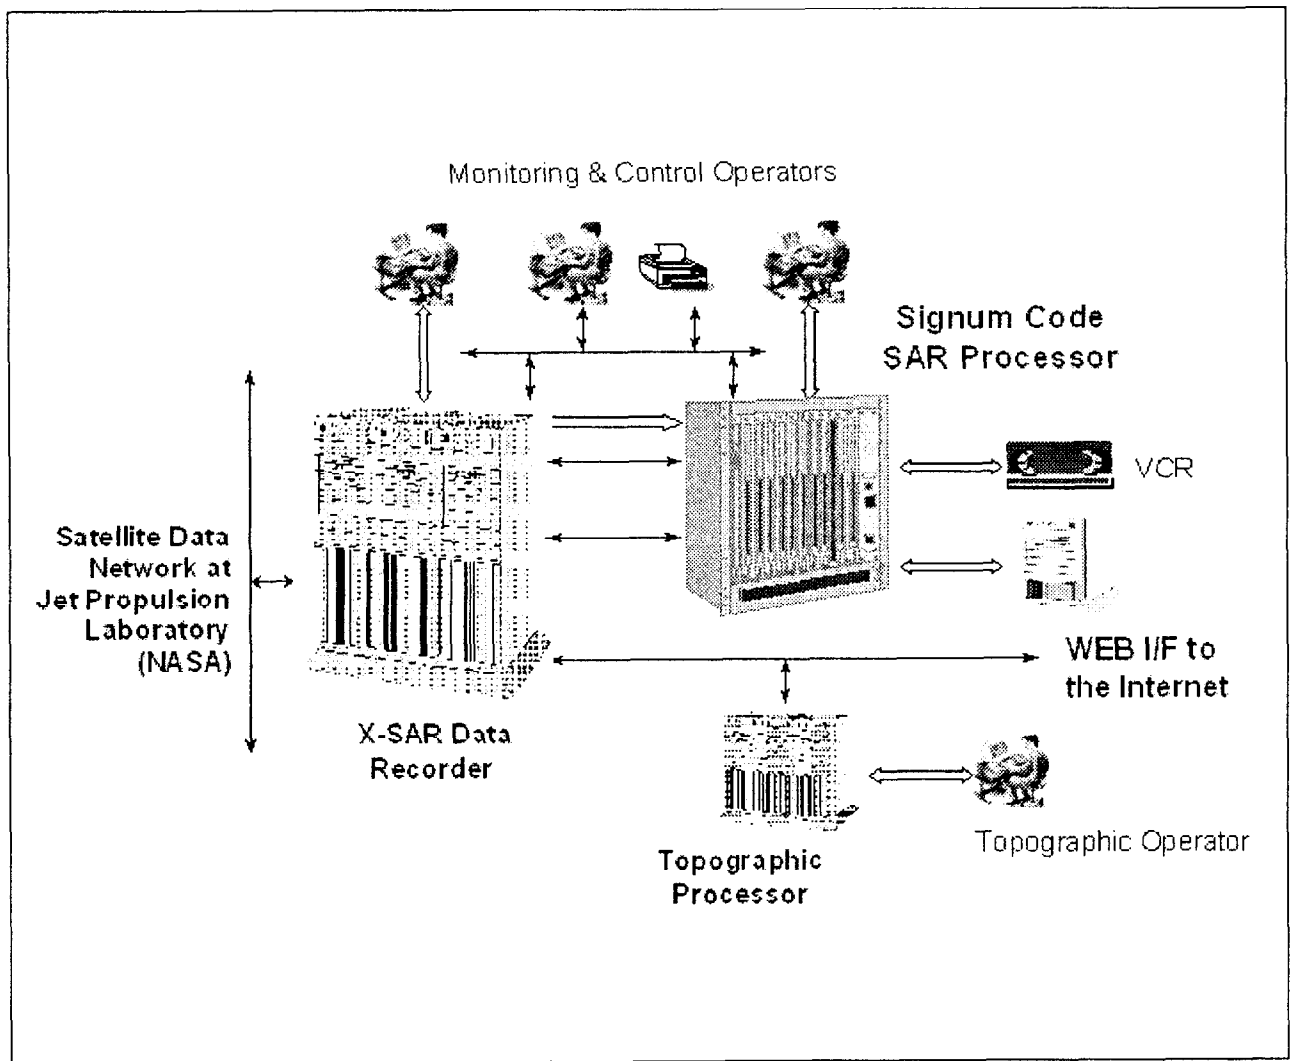 Monitoring & Control Operators
Signum Code
SAR Processor
VCR
Satellite Data
Network at
Jet Propulsion
Laboratory
(NASA)
WEB I/F to
the Internet
X-SAR Data
Recorder
Topographic
Processor
Topographic Operator